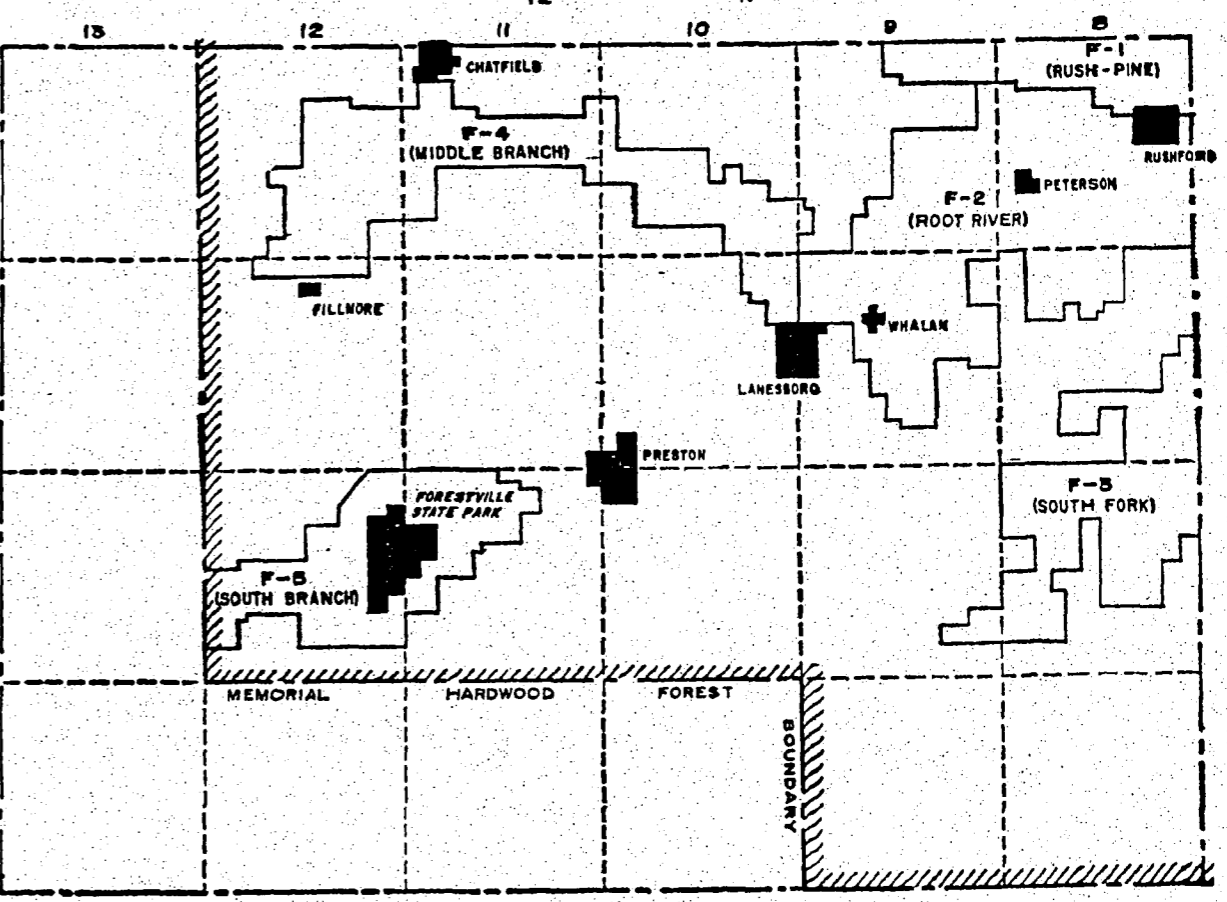 13 12 11 10 9 8
F-1
(RUSH-PINE)
CHATFIELD
F-4
(MIDDLE BRANCH)
RUSHFORD
PETERSON
F-2
(ROOT RIVER)
FILLMORE
WHALAN
LANESBORO
PRESTON
FORESTVILLE
STATE PARK
F-3
(SOUTH FORK)
F-5
(SOUTH BRANCH)
MEMORIAL HARDWOOD FOREST
BOUNDARY